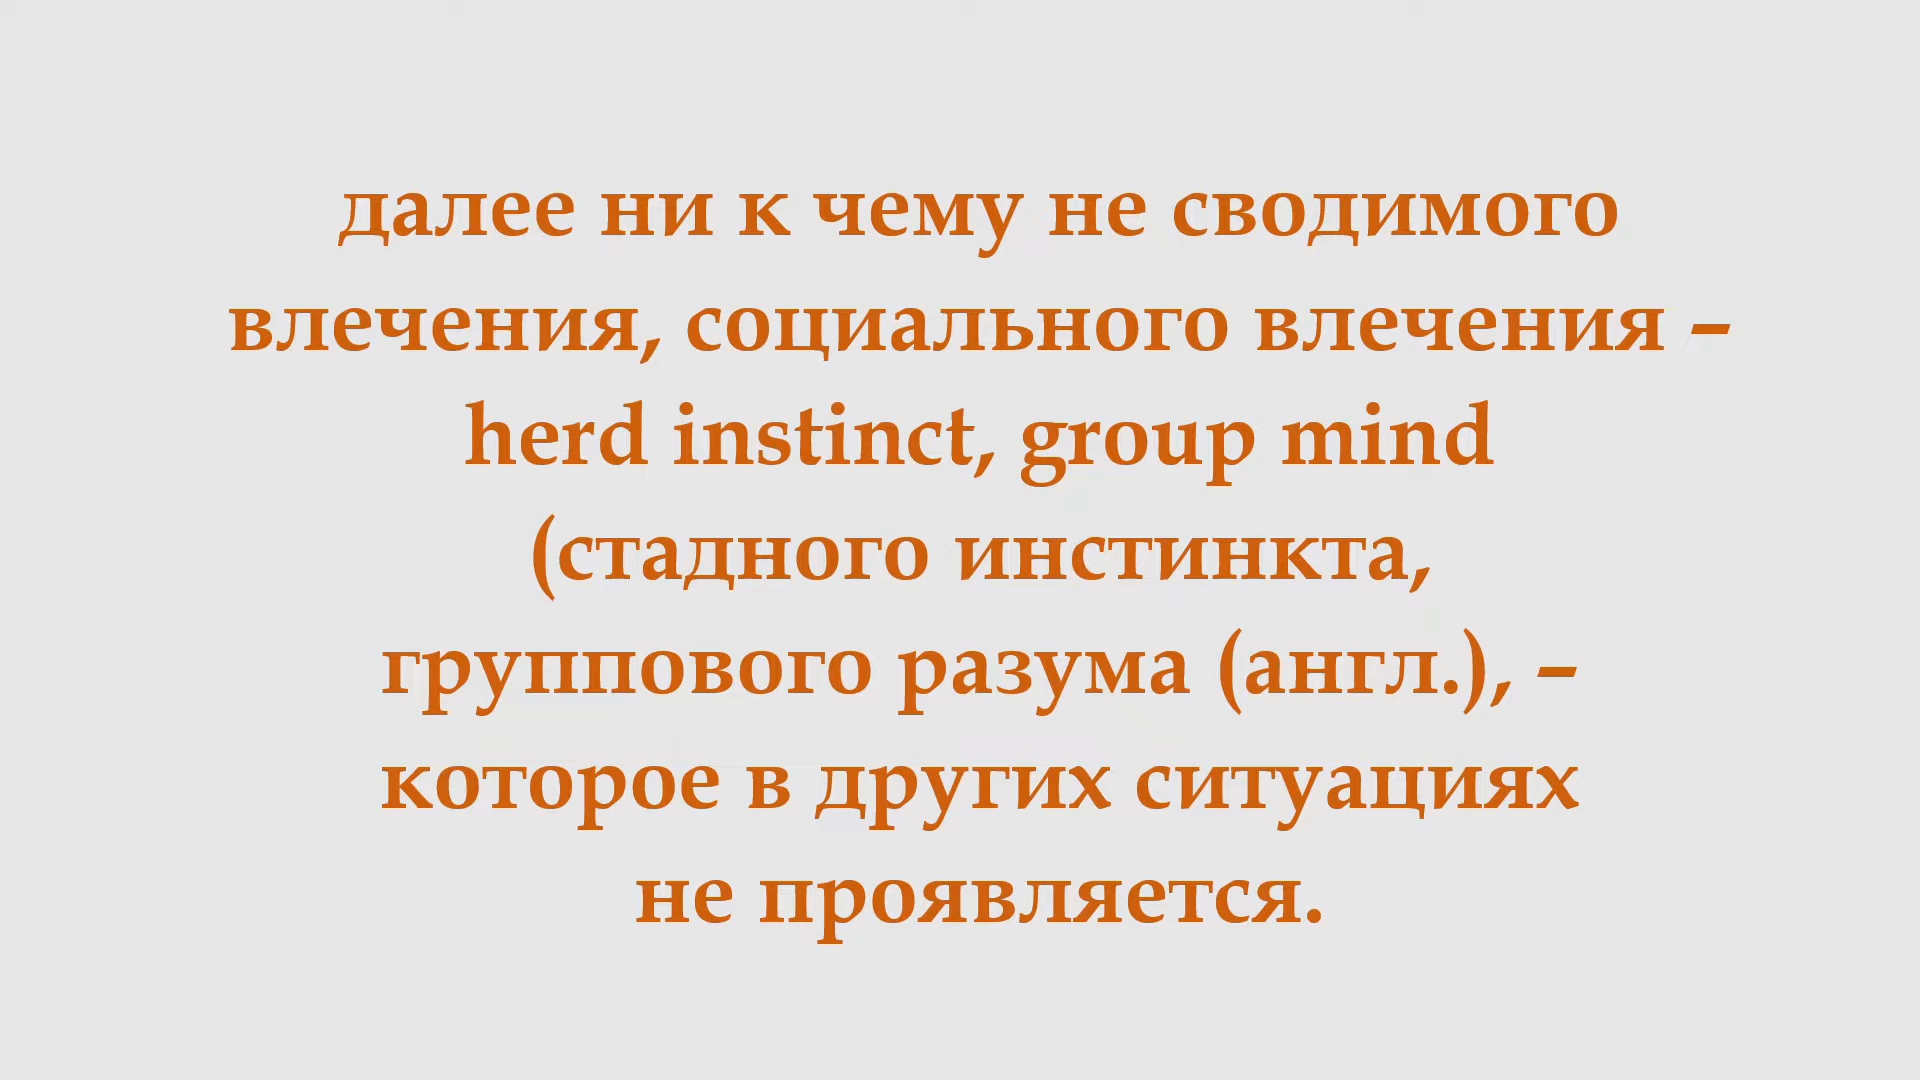 далее ни к чему не сводимого
влечения, социального влечения –
herd instinct, group mind
(стадного инстинкта,
группового разума (англ.), –
которое в других ситуациях
не проявляется.